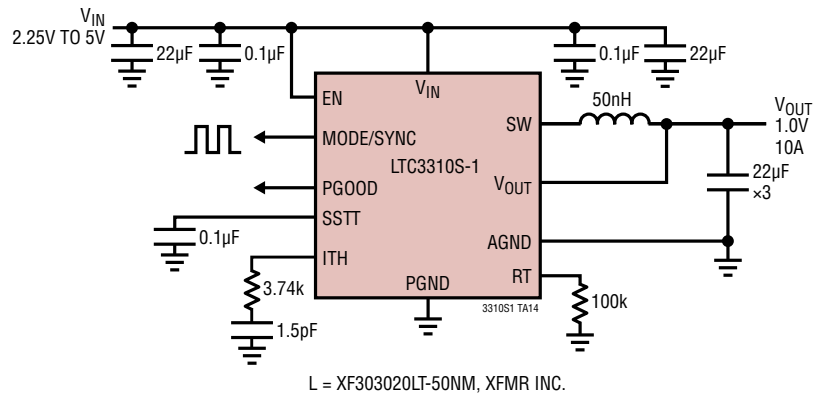 VIN
2.25V TO 5V
22µF
0.1µF
0.1µF
22µF
EN
VIN
MODE/SYNC
SW
50nH
VOUT
1.0V
10A
LTC3310S-1
PGOOD
VOUT
22µF
×3
SSTT
0.1µF
AGND
ITH
RT
3.74k
PGND
100k
3310S1 TA14
1.5pF
L = XF303020LT-50NM, XFMR INC.